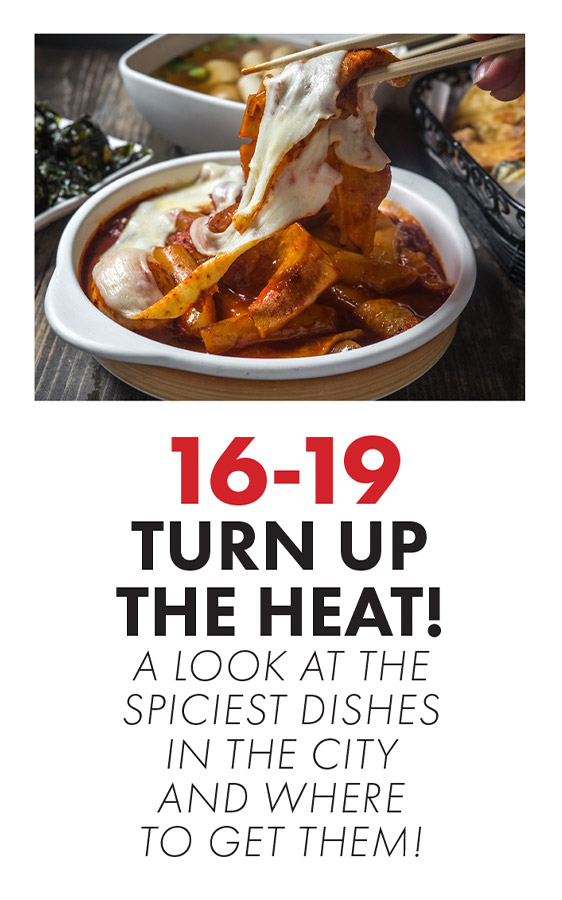 16-19
TURN UP
THE HEAT!
A LOOK AT THE
SPICIEST DISHES
IN THE CITY
AND WHERE
TO GET THEM!